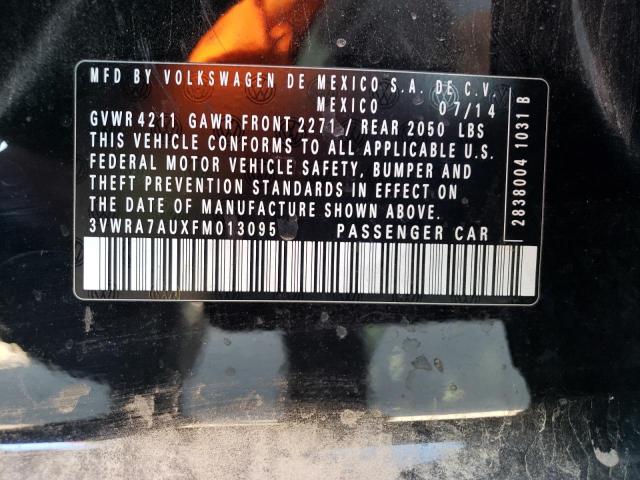 MFD BY VOLKSWAGEN DE MEXICO S.A. DE C.V.
MEXICO 07/14
GVWR 4211 GAWR FRONT 2271 / REAR 2050 LBS
THIS VEHICLE CONFORMS TO ALL APPLICABLE U.S.
FEDERAL MOTOR VEHICLE SAFETY, BUMPER AND
THEFT PREVENTION STANDARDS IN EFFECT ON
THE DATE OF MANUFACTURE SHOWN ABOVE.
3VWRA7AUXFM013095 PASSENGER CAR
2838004 1031 B